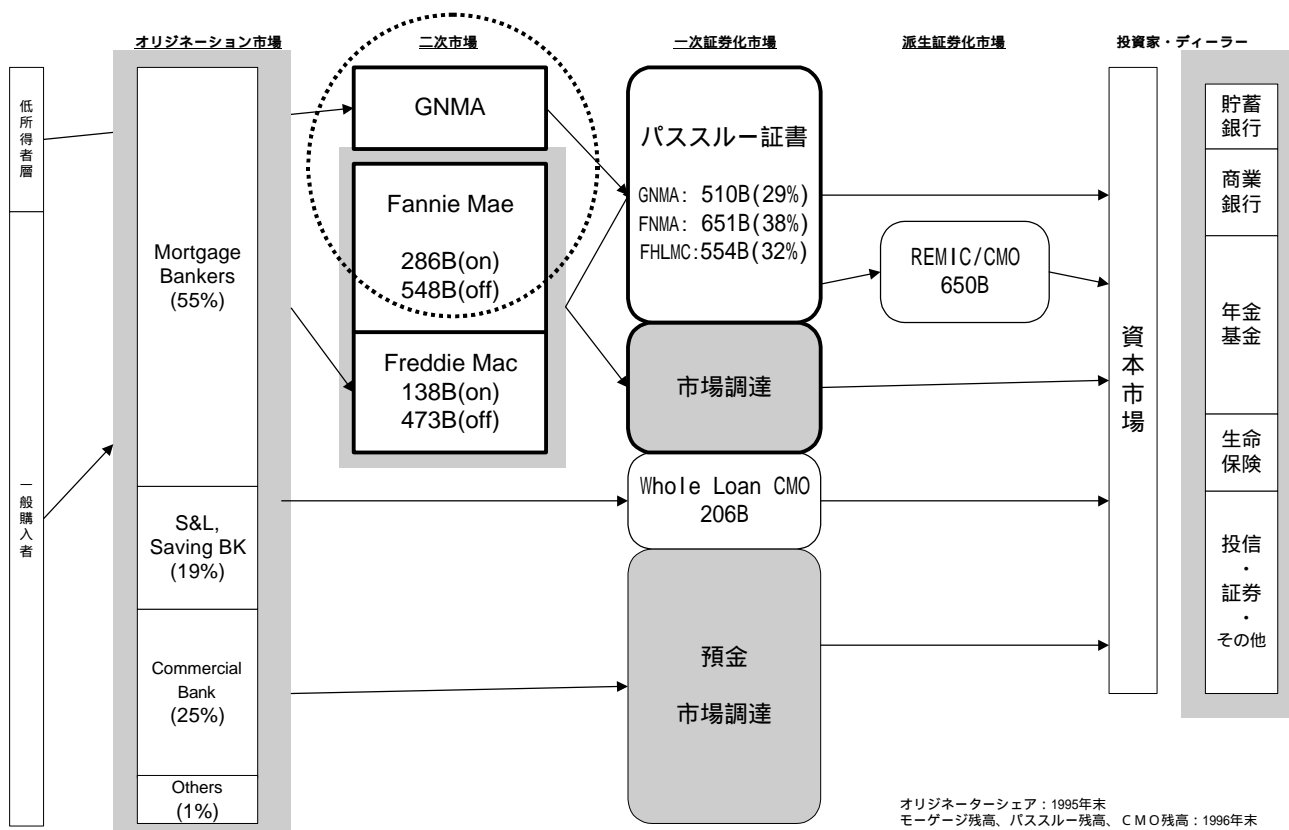 オリジネーション市場
二次市場
一次証券化市場
派生証券化市場
投資家・ディーラー
低所得者層
一般購入者
Mortgage
Bankers
(55%)
S&L,
Saving BK
(19%)
Commercial
Bank
(25%)
Others
(1%)
GNMA
Fannie Mae
286B(on)
548B(off)
Freddie Mac
138B(on)
473B(off)
パススルー証書
GNMA: 510B(29%)
FNMA: 651B(38%)
FHLMC:554B(32%)
市場調達
Whole Loan CMO
206B
預金
市場調達
REMIC/CMO
650B
資本市場
貯蓄
銀行
商業
銀行
年金
基金
生命
保険
投信
・
証券
・
その他
オリジネーターシェア：1995年末
モーゲージ残高、パススルー残高、ＣＭＯ残高：1996年末